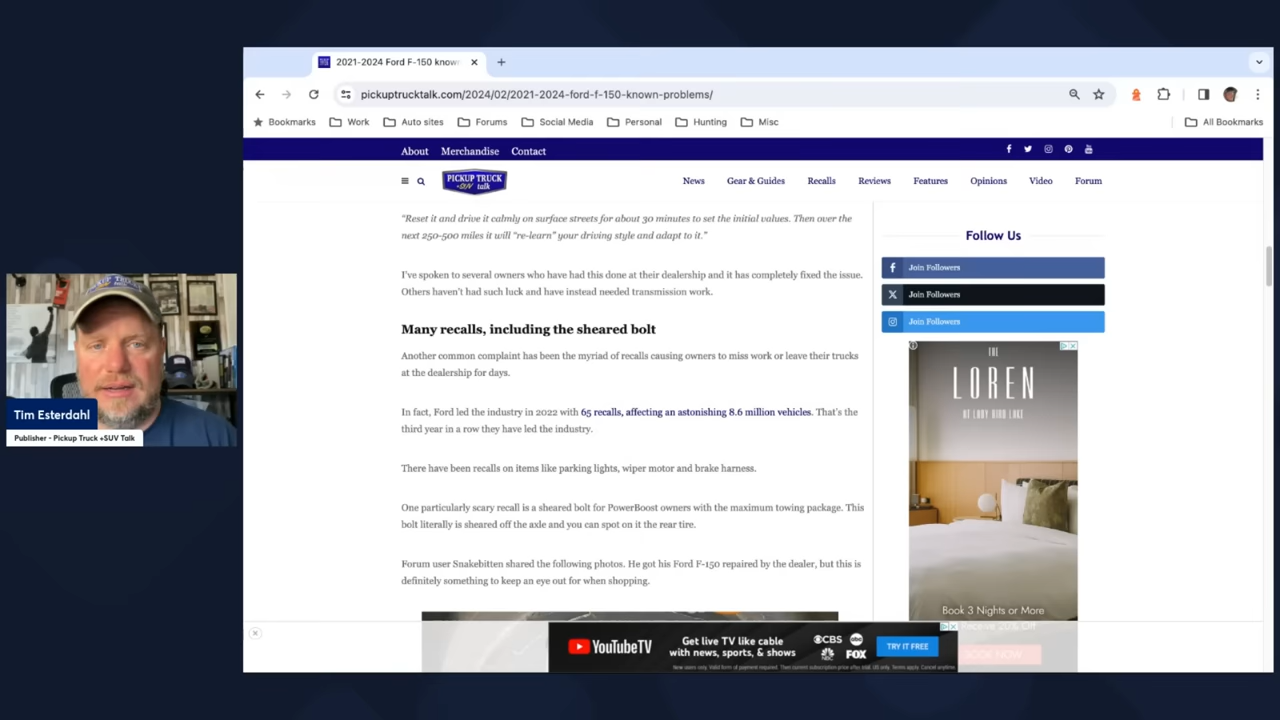 2021-2024 Ford F-150 know
pickuptrucktalk.com/2024/02/2021-2024-ford-f-150-known-problems/
Bookmarks Work Auto sites Forums Social Media Personal Hunting Misc All Bookmarks
About Merchandise Contact
PICKUP TRUCK
+SUV talk
News Gear & Guides Recalls Reviews Features Opinions Video Forum
“Reset it and drive it calmly on surface streets for about 30 minutes to set the initial values. Then over the
next 250-500 miles it will “re-learn” your driving style and adapt to it.”
I’ve spoken to several owners who have had this done at their dealership and it has completely fixed the issue.
Others haven’t had such luck and have instead needed transmission work.
Many recalls, including the sheared bolt
Another common complaint has been the myriad of recalls causing owners to miss work or leave their trucks
at the dealership for days.
In fact, Ford led the industry in 2022 with 65 recalls, affecting an astonishing 8.6 million vehicles. That’s the
third year in a row they have led the industry.
There have been recalls on items like parking lights, wiper motor and brake harness.
One particularly scary recall is a sheared bolt for PowerBoost owners with the maximum towing package. This
bolt literally is sheared off the axle and you can spot on it the rear tire.
Forum user Snakebitten shared the following photos. He got his Ford F-150 repaired by the dealer, but this is
definitely something to keep an eye out for when shopping.
Follow Us
Join Followers
Join Followers
Join Followers
THE
LOREN
AT LADY BIRD LAKE
Book 3 Nights or More
BOOK NOW
YouTubeTV
Get live TV like cable
with news, sports, & shows
CBS abc
NBC FOX
TRY IT FREE
Tim Esterdahl
Publisher - Pickup Truck +SUV Talk